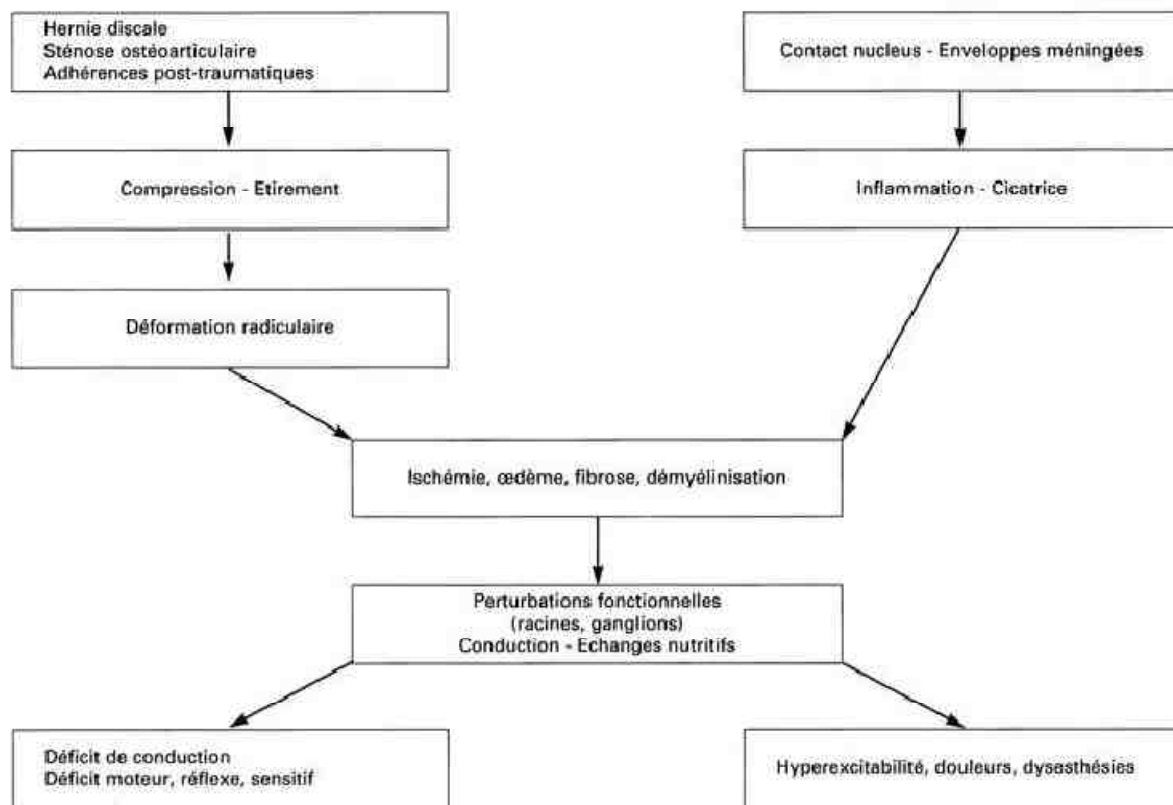 Hernie discale
Sténose ostéoarticulaire
Adhérences post-traumatiques
Contact nucleus - Enveloppes méningées
Compression - Etirement
Inflammation - Cicatrice
Déformation radiculaire
Ischémie, œdème, fibrose, démyélinisation
Perturbations fonctionnelles
(racines, ganglions)
Conduction - Echanges nutritifs
Déficit de conduction
Déficit moteur, réflexe, sensitif
Hyperexcitabilité, douleurs, dysesthésies